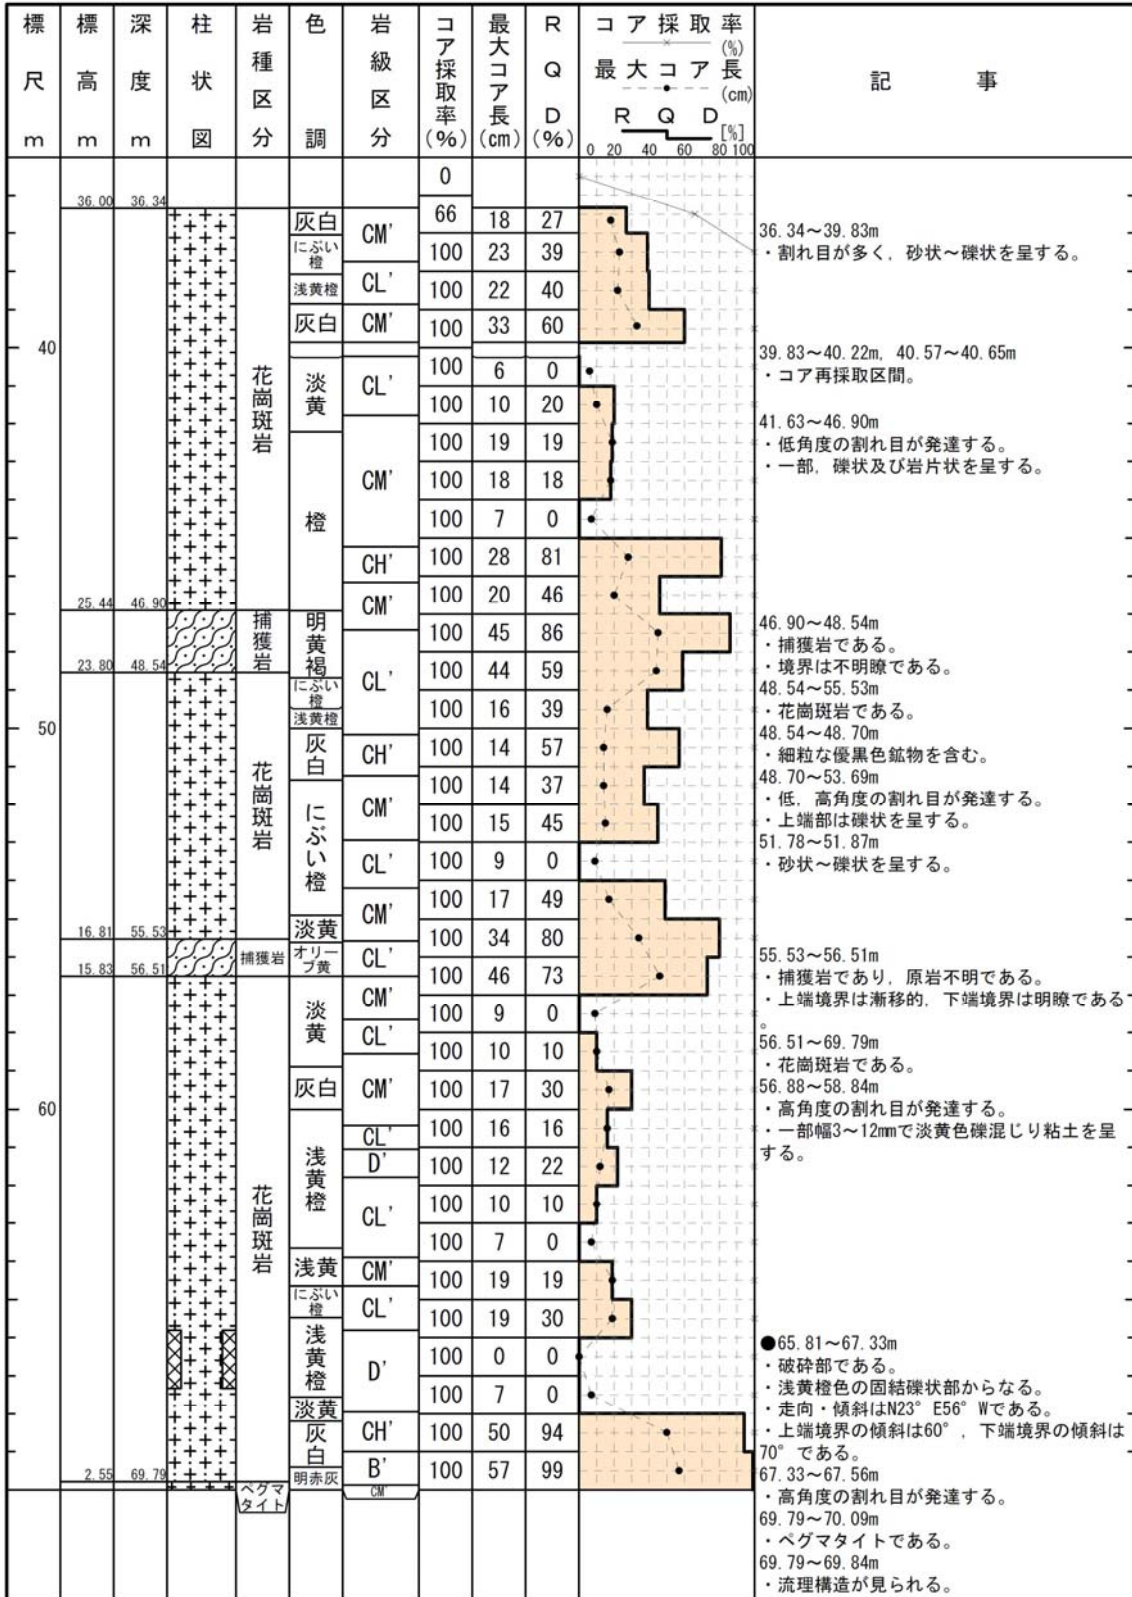 標尺 m
標高 m
深度 m
柱状図
岩種区分
色調
岩級区分
コア採取率(%)
最大コア長(cm)
RQD(%)
コア採取率(%)
最大コア長(cm)
RQD[%]
0 20 40 60 80 100
記事
0
36.00 36.34
66 18 27
100 23 39
100 22 40
100 33 60
100 6 0
100 10 20
100 19 19
100 18 18
100 7 0
100 28 81
100 20 46
100 45 86
100 44 59
100 16 39
100 14 57
100 14 37
100 15 45
100 9 0
100 17 49
100 34 80
100 46 73
100 9 0
100 10 10
100 17 30
100 16 16
100 12 22
100 10 10
100 7 0
100 19 19
100 19 30
100 0 0
100 7 0
100 50 94
100 57 99
40
50
60
25.44 46.90
23.80 48.54
16.81 55.53
15.83 56.51
2.55 69.79
花崗斑岩
捕獲岩
花崗斑岩
捕獲岩
花崗斑岩
ペグマタイト
灰白
にぶい橙
浅黄橙
灰白
淡黄
橙
明黄褐
にぶい橙
浅黄橙
灰白
にぶい橙
淡黄
オリーブ黄
淡黄
灰白
浅黄橙
浅黄
にぶい橙
浅黄橙
淡黄
灰白
明赤灰
CM'
CL'
CM'
CL'
CM'
CH'
CM'
CL'
CH'
CM'
CL'
CM'
CL'
CM'
CL'
CM'
CL'
D'
CL'
CM'
CL'
D'
CH'
B'
CM'
36.34～39.83m
・割れ目が多く，砂状～礫状を呈する。
39.83～40.22m, 40.57～40.65m
・コア再採取区間。
41.63～46.90m
・低角度の割れ目が発達する。
・一部，礫状及び岩片状を呈する。
46.90～48.54m
・捕獲岩である。
・境界は不明瞭である。
48.54～55.53m
・花崗斑岩である。
48.54～48.70m
・細粒な優黒色鉱物を含む。
48.70～53.69m
・低，高角度の割れ目が発達する。
・上端部は礫状を呈する。
51.78～51.87m
・砂状～礫状を呈する。
55.53～56.51m
・捕獲岩であり，原岩不明である。
・上端境界は漸移的，下端境界は明瞭である
。
56.51～69.79m
・花崗斑岩である。
56.88～58.84m
・高角度の割れ目が発達する。
・一部幅3～12mmで淡黄色礫混じり粘土を呈
する。
●65.81～67.33m
・破砕部である。
・浅黄橙色の固結礫状部からなる。
・走向・傾斜はN23°E56°Wである。
・上端境界の傾斜は60°，下端境界の傾斜は
70°である。
67.33～67.56m
・高角度の割れ目が発達する。
69.79～70.09m
・ペグマタイトである。
69.79～69.84m
・流理構造が見られる。